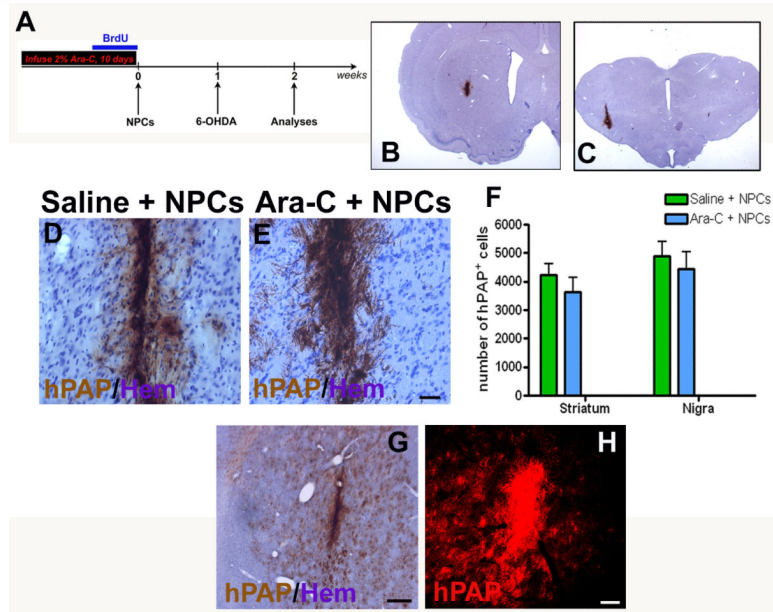 A
BrdU
Infuse 2% Ara-C, 10 days
0
1
2
weeks
NPCs
6-OHDA
Analyses
B
C
Saline + NPCs
Ara-C + NPCs
D
hPAP/Hem
E
hPAP/Hem
F
Saline + NPCs
Ara-C + NPCs
number of hPAP+ cells
6000
5000
4000
3000
2000
1000
0
Striatum
Nigra
G
hPAP/Hem
H
hPAP